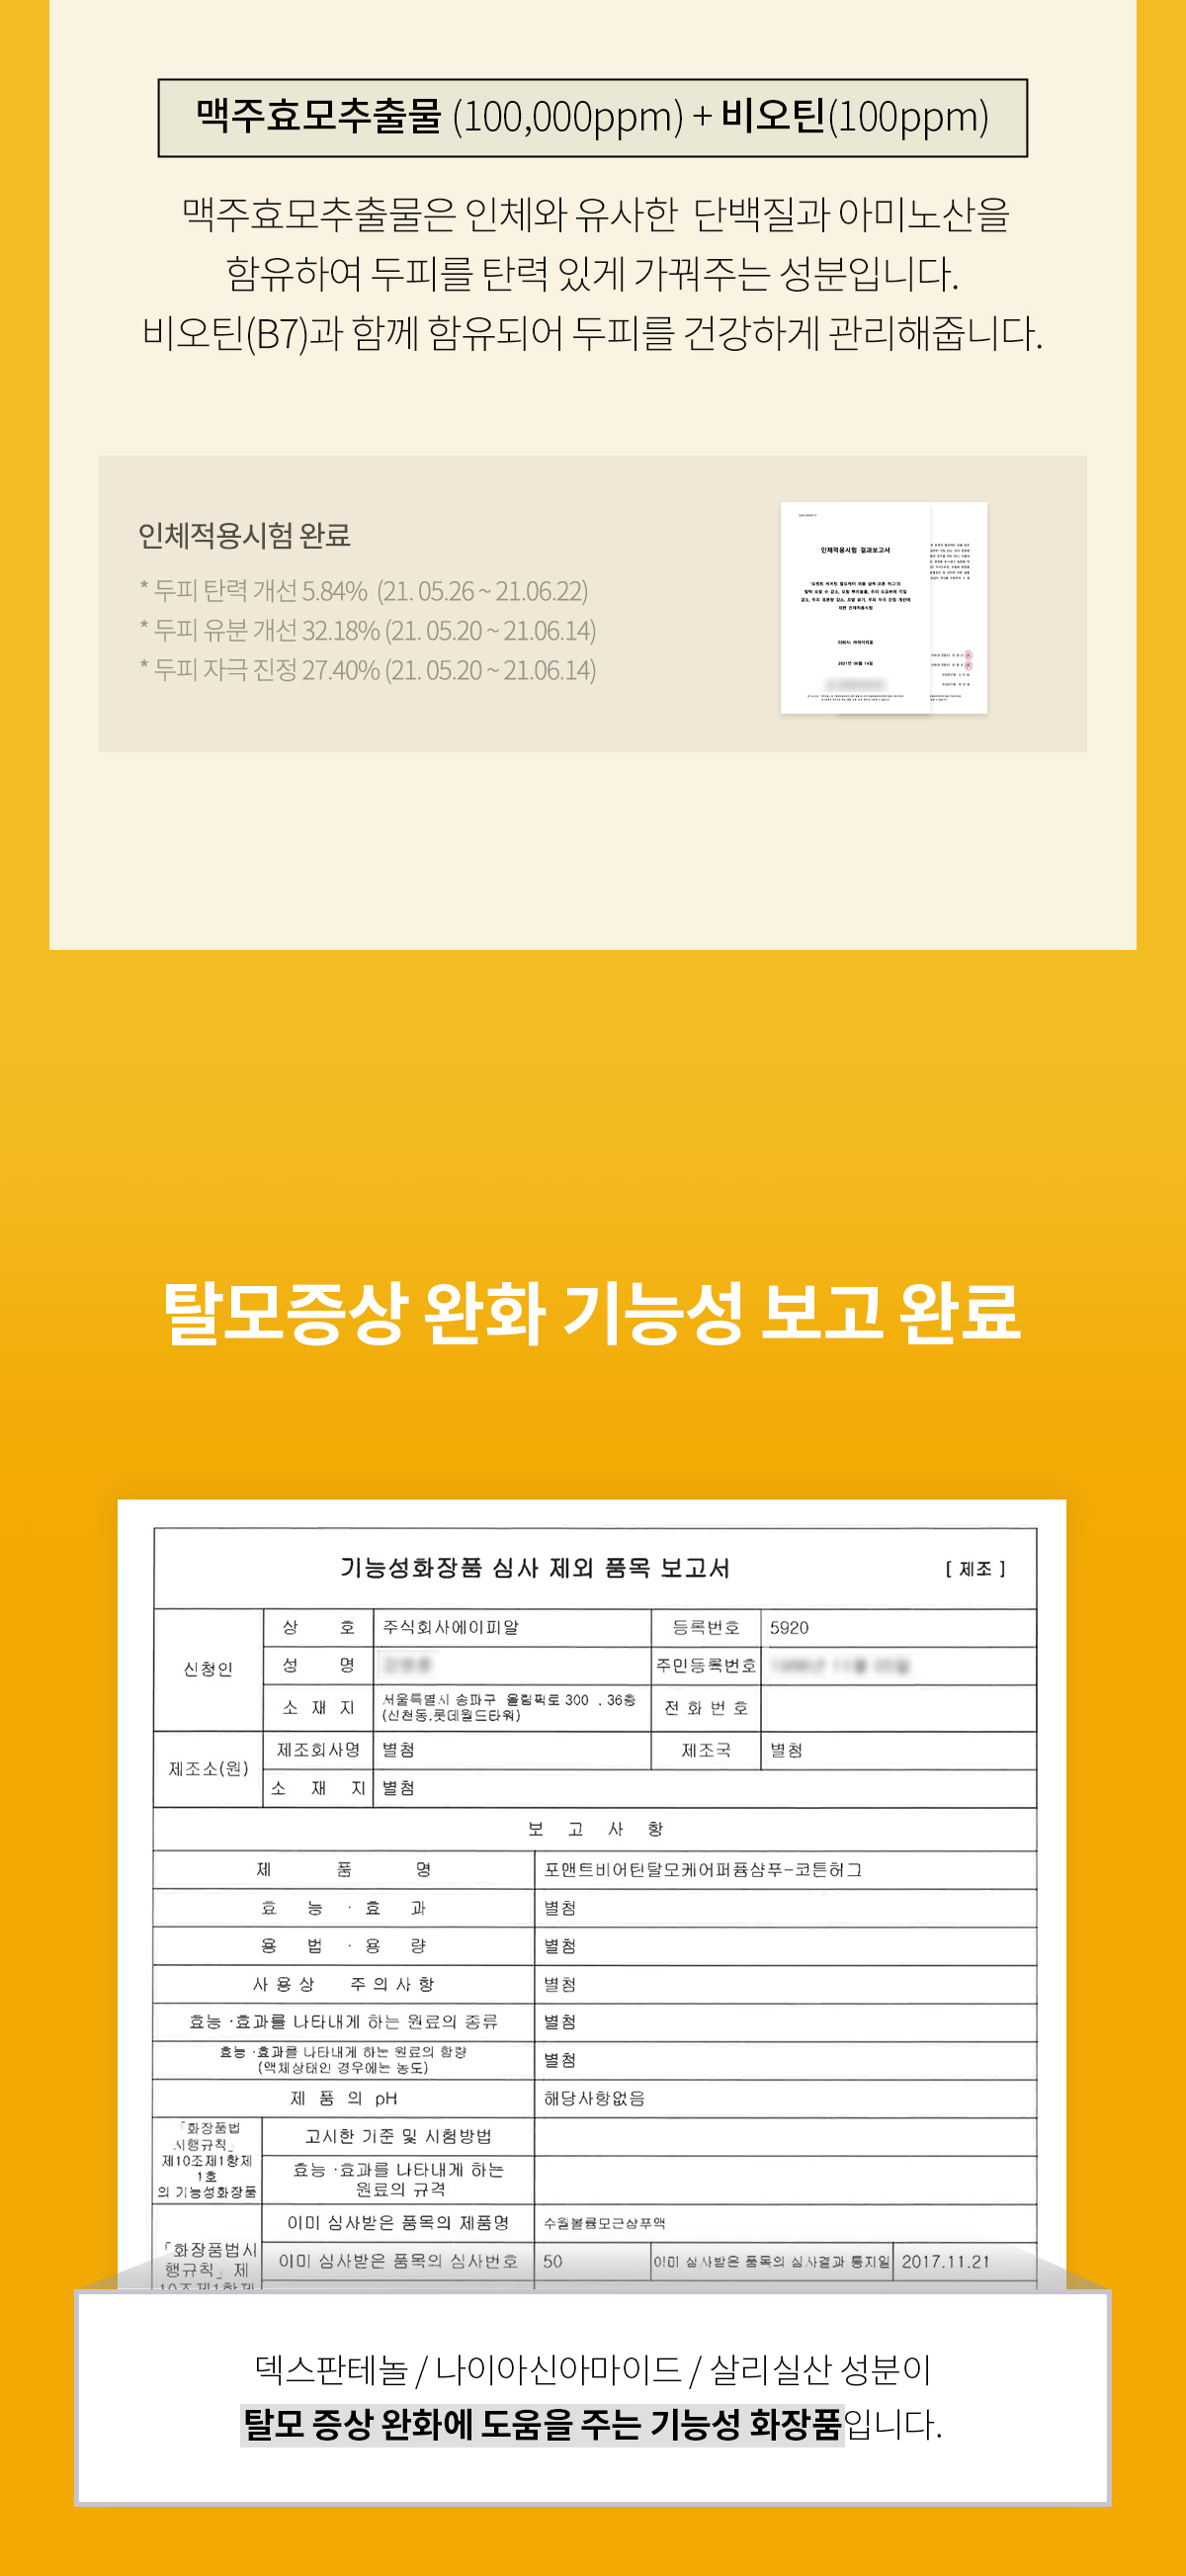 맥주효모추출물 (100,000ppm) + 비오틴(100ppm)
맥주효모추출물은 인체와 유사한 단백질과 아미노산을
함유하여 두피를 탄력 있게 가꿔주는 성분입니다.
비오틴(B7)과 함께 함유되어 두피를 건강하게 관리해줍니다.
인체적용시험 완료
* 두피 탄력 개선 5.84% (21. 05.26 ~ 21.06.22)
* 두피 유분 개선 32.18% (21. 05.20 ~ 21.06.14)
* 두피 자극 진정 27.40% (21. 05.20 ~ 21.06.14)
인체적용시험 결과보고서
2021년 06월 14일
탈모증상 완화 기능성 보고 완료
기능성화장품 심사 제외 품목 보고서 [ 제조 ]
신청인
상 호 주식회사에이피알 등록번호 5920
성 명 주민등록번호
소 재 지 서울특별시 송파구 올림픽로 300 , 36층
(신천동,롯데월드타워) 전 화 번 호
제조소(원)
제조회사명 별첨 제조국 별첨
소 재 지 별첨
보 고 사 항
제 품 명 포맨트비어틴탈모케어퍼퓸샴푸-코튼허그
효 능 · 효 과 별첨
용 법 · 용 량 별첨
사 용 상 주 의 사 항 별첨
효능 ·효과를 나타내게 하는 원료의 종류 별첨
효능 ·효과를 나타내게 하는 원료의 함량
(액체상태인 경우에는 농도) 별첨
제 품 의 pH 해당사항없음
「화장품법
시행규칙」
제10조제1항제
1호
의 기능성화장품
고시한 기준 및 시험방법
효능 ·효과를 나타내게 하는
원료의 규격
이미 심사받은 품목의 제품명 수월볼륨모근샴푸액
「화장품법시
행규칙」 제
10조제1항제
이미 심사받은 품목의 심사번호 50 이미 심사받은 품목의 심사결과 통지일 2017.11.21
덱스판테놀 / 나이아신아마이드 / 살리실산 성분이
탈모 증상 완화에 도움을 주는 기능성 화장품입니다.